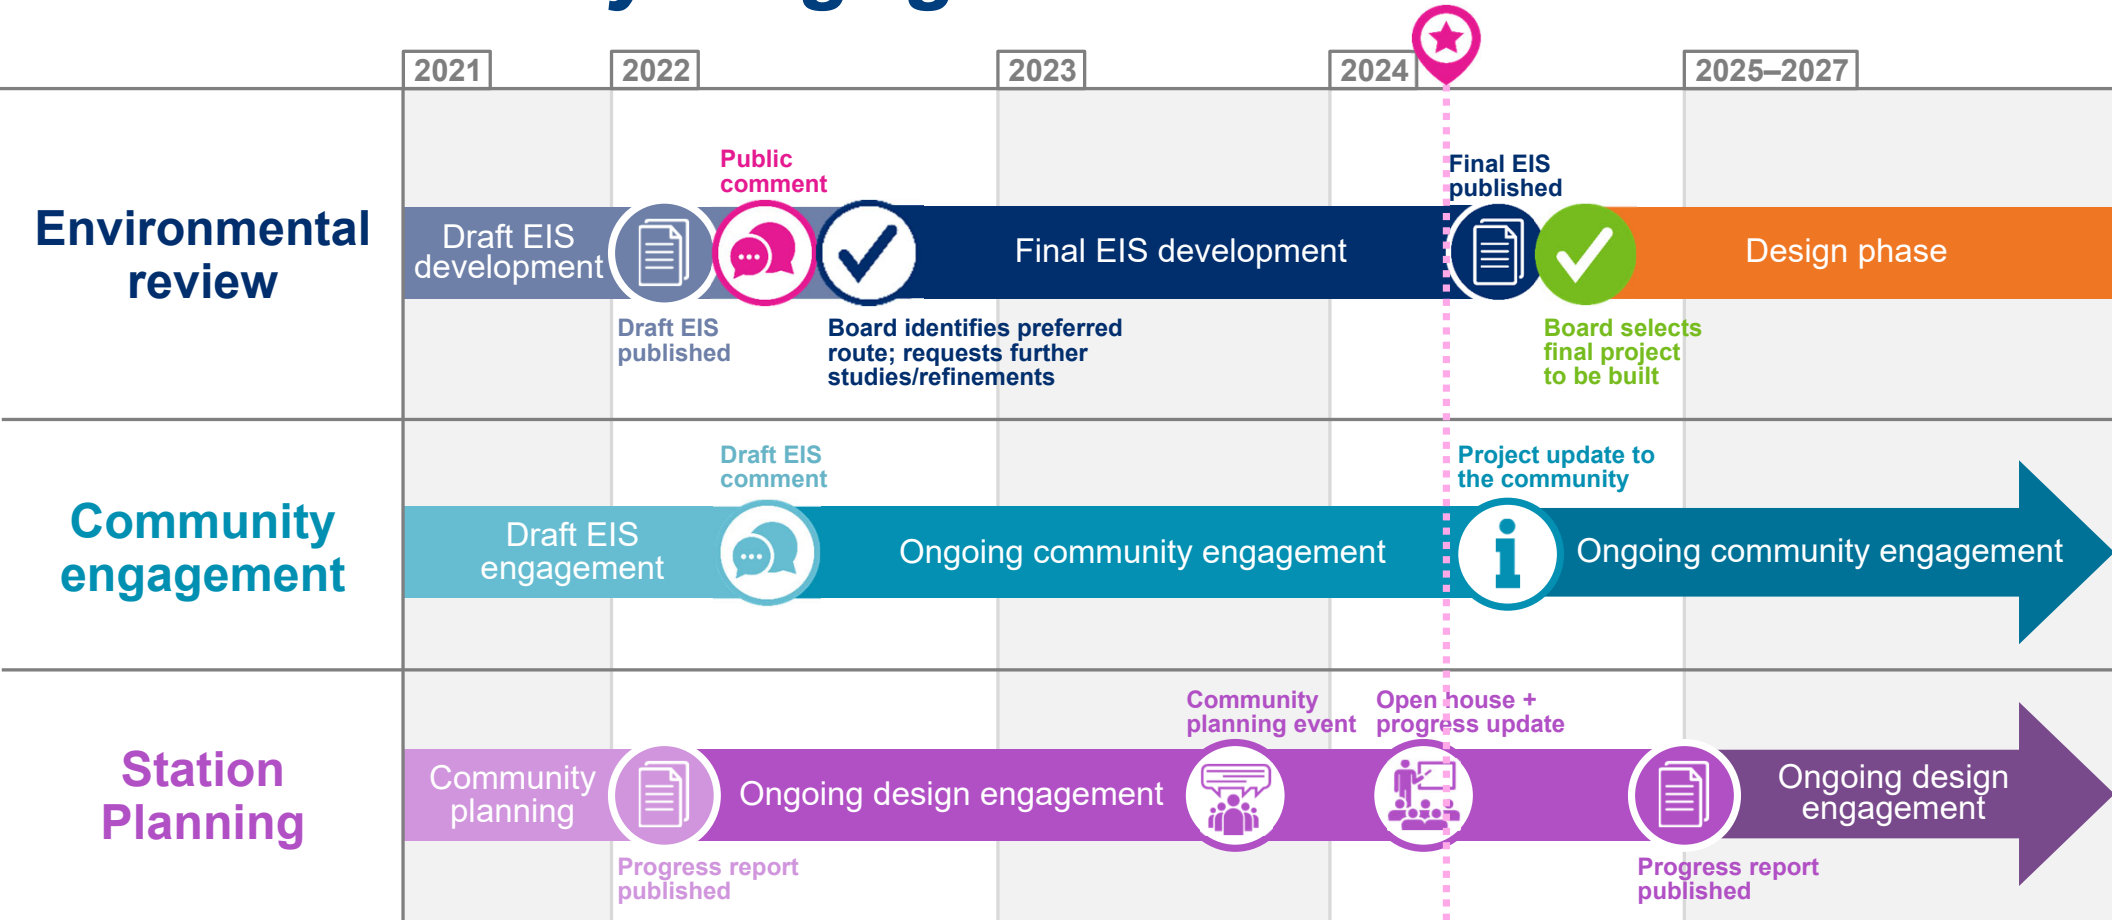 2021
2022
2023
2024
2025–2027
Environmental
review
Public
comment
Final EIS
published
Draft EIS
development
Final EIS development
Design phase
Draft EIS
published
Board identifies preferred
route; requests further
studies/refinements
Board selects
final project
to be built
Community
engagement
Draft EIS
comment
Project update to
the community
Draft EIS
engagement
Ongoing community engagement
Ongoing community engagement
Station
Planning
Community
planning event
Open house +
progress update
Community
planning
Ongoing design engagement
Ongoing design
engagement
Progress report
published
Progress report
published